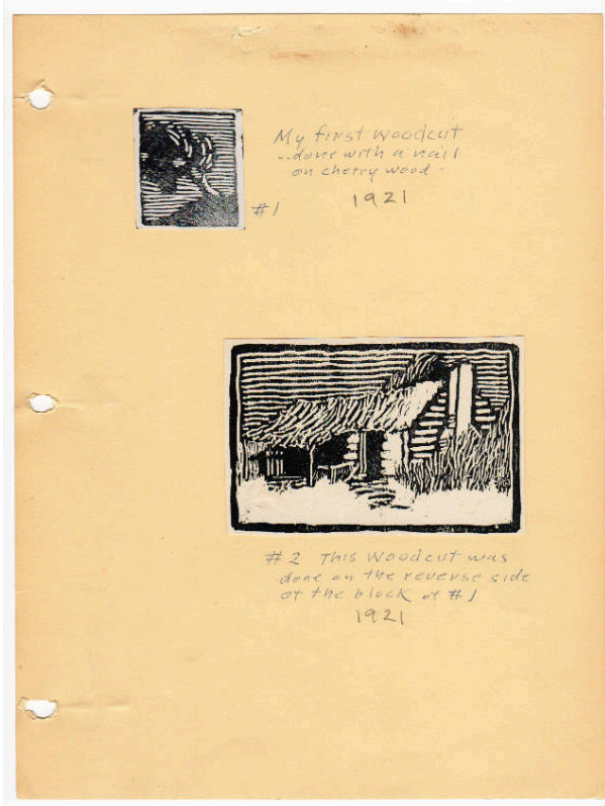 My first woodcut
--done with a nail
on cherry wood -
#1
1921
#2 This Woodcut was
done on the reverse side
of the block of #1
1921